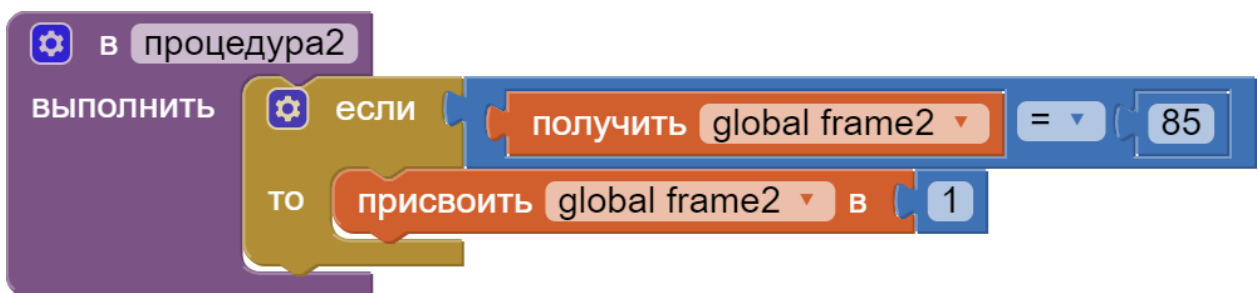 в процедура2
выполнить если получить global frame2 = 85
то присвоить global frame2 в 1